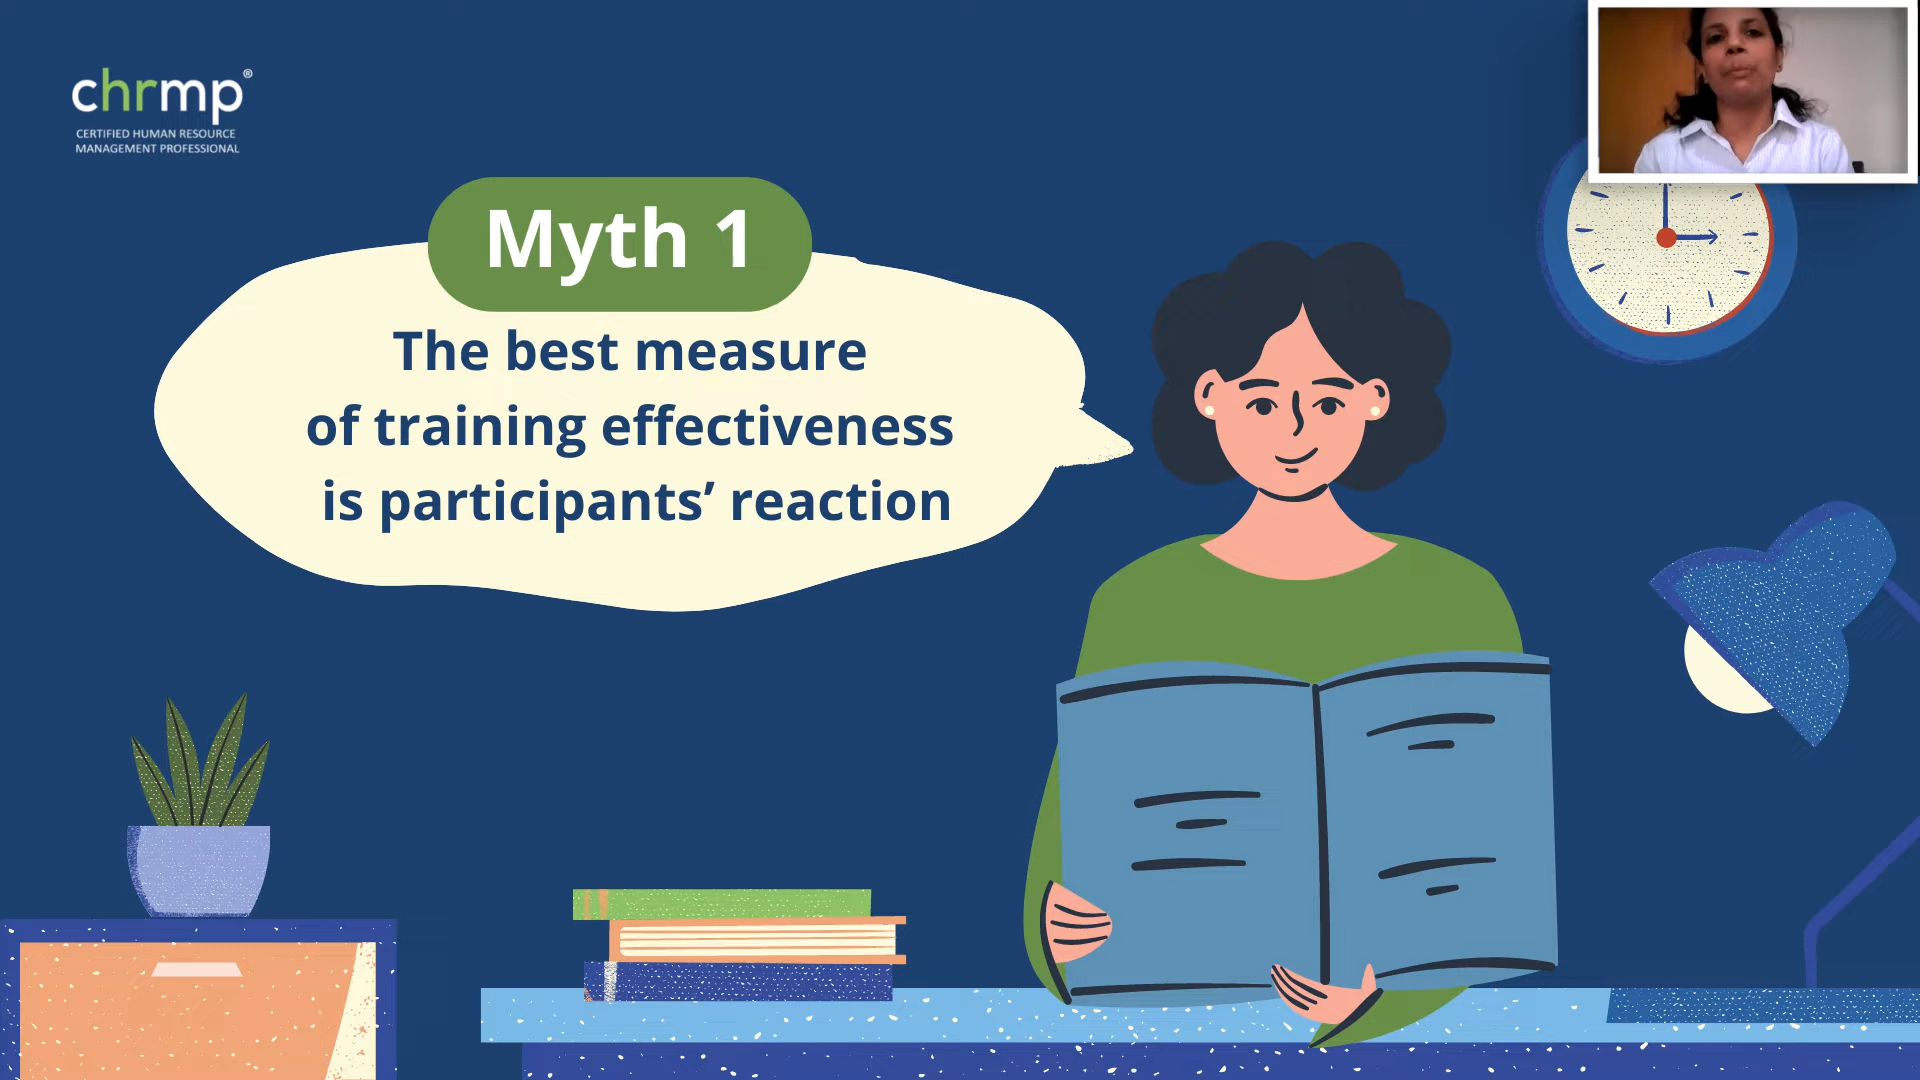 chrmp®
CERTIFIED HUMAN RESOURCE
MANAGEMENT PROFESSIONAL
Myth 1
The best measure
of training effectiveness
is participants’ reaction